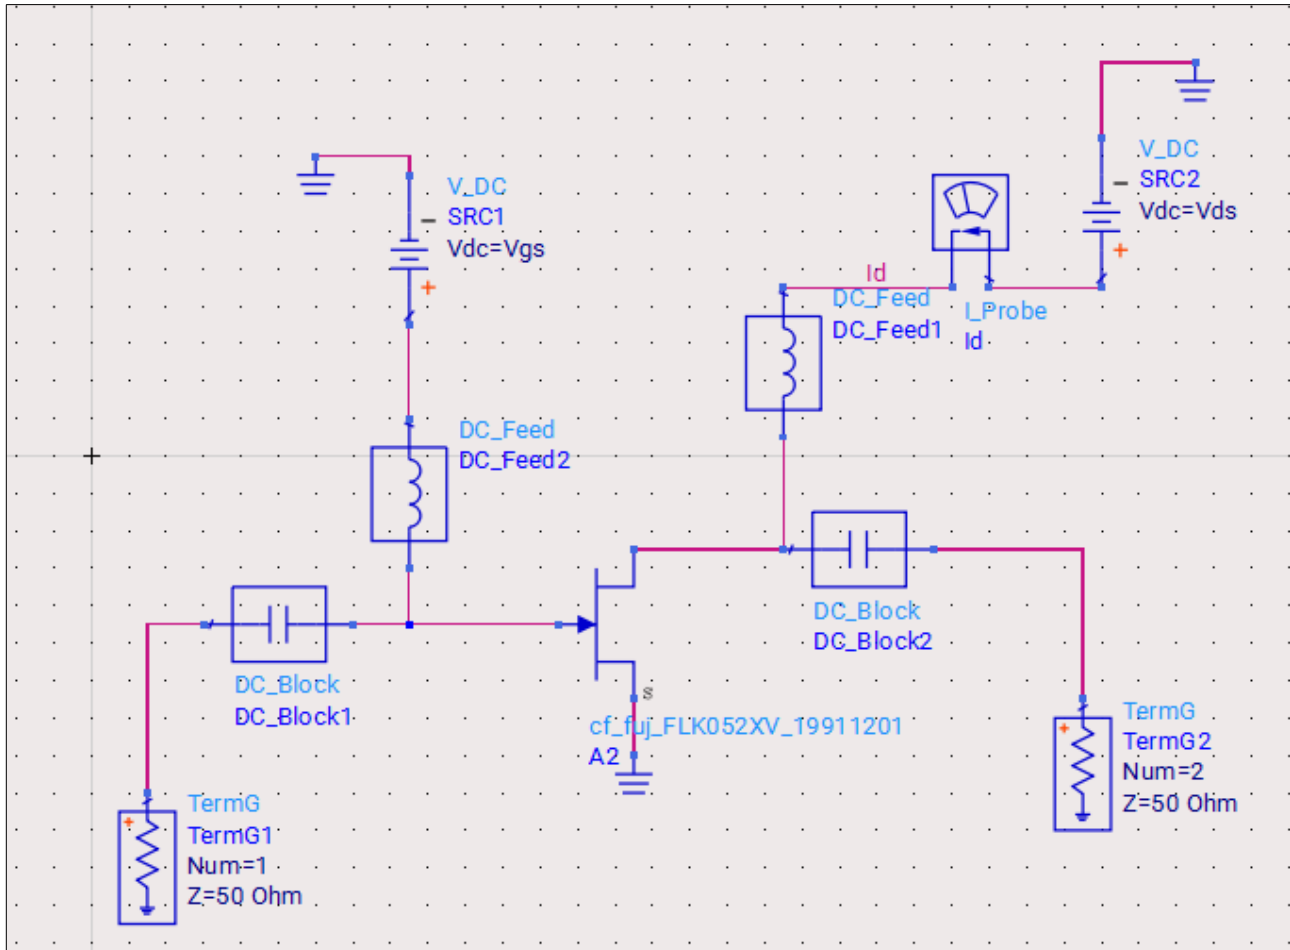 V_DC
SRC1
Vdc=Vgs
V_DC
SRC2
Vdc=Vds
Id
DC_Feed
DC_Feed1
I_Probe
Id
DC_Feed
DC_Feed2
DC_Block
DC_Block2
DC_Block
DC_Block1
s
cf_fuj_FLK052XV_19911201
A2
TermG
TermG2
Num=2
Z=50 Ohm
TermG
TermG1
Num=1
Z=50 Ohm